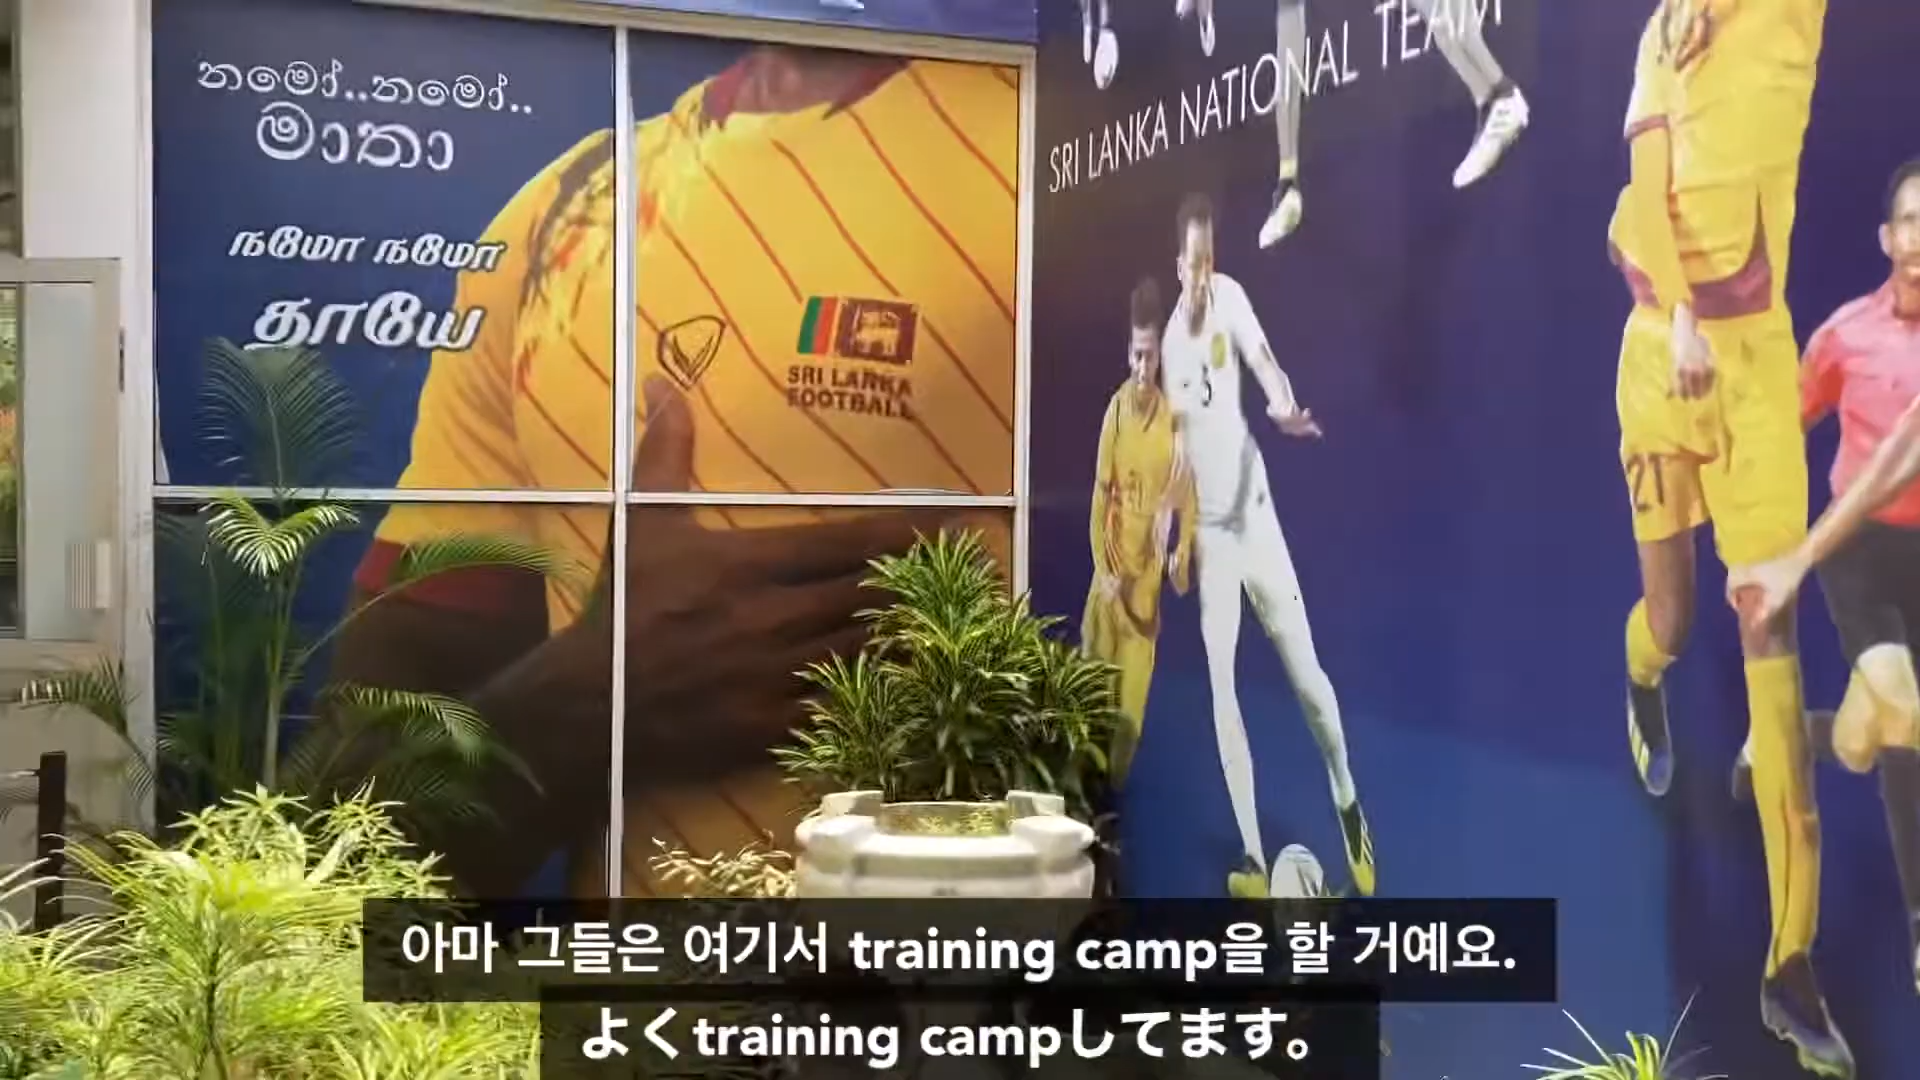 නමෝ..නමෝ..
මාතා
நமோ நமோ
தாயே
SRI LANKA
FOOTBALL
SRI LANKA NATIONAL TEAM
5
21
아마 그들은 여기서 training camp을 할 거예요.
よくtraining campしてます。